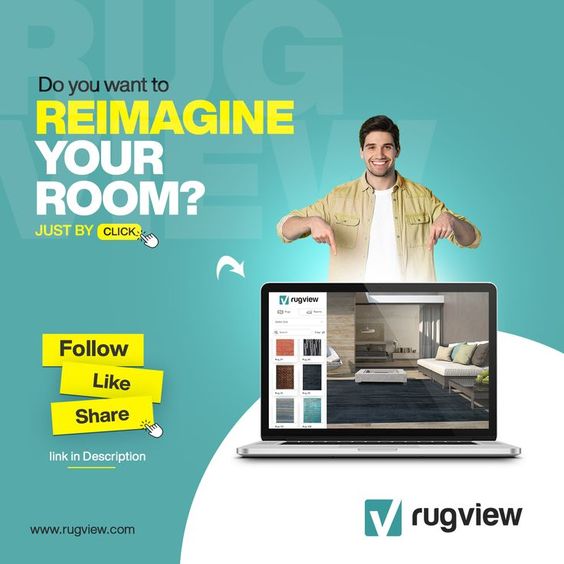 RUG
VIEW
Do you want to
REIMAGINE
YOUR
ROOM?
JUST BY CLICK
rugview
Follow
Like
Share
link in Description
www.rugview.com
rugview